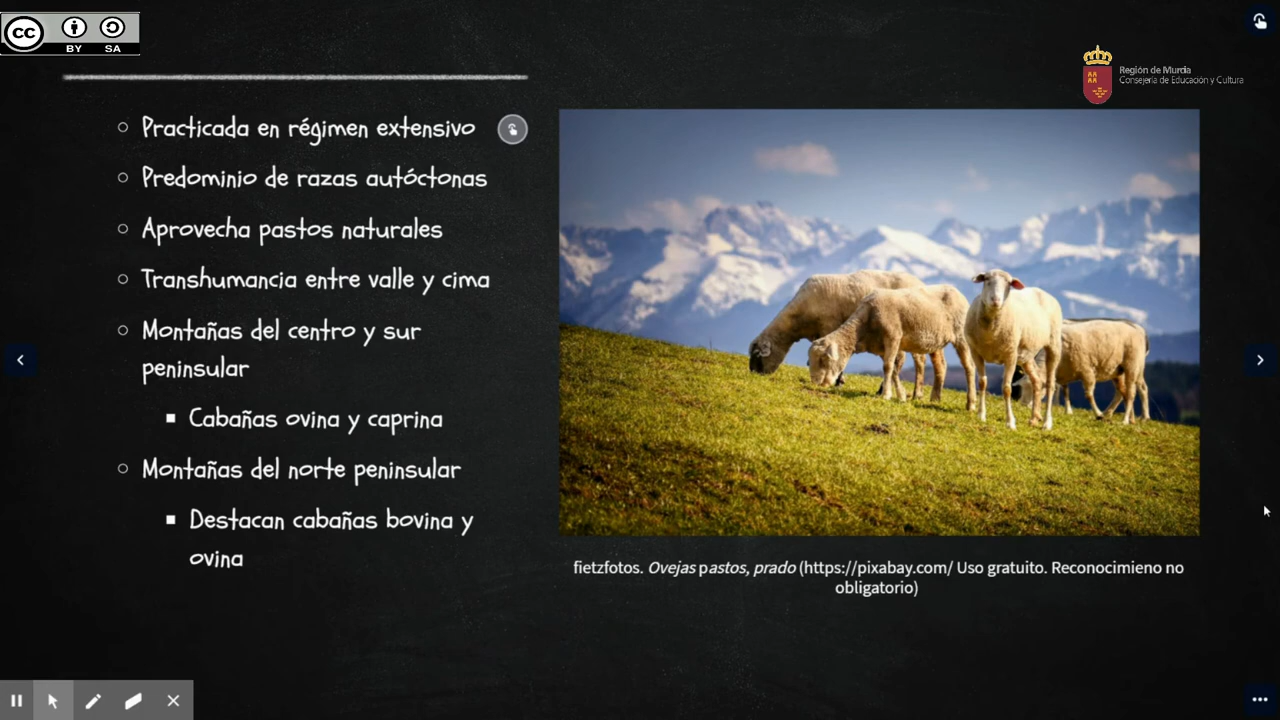 CC
BY SA
Región de Murcia
Consejería de Educación y Cultura
Practicada en régimen extensivo
Predominio de razas autóctonas
Aprovecha pastos naturales
Transhumancia entre valle y cima
Montañas del centro y sur
peninsular
Cabañas ovina y caprina
Montañas del norte peninsular
Destacan cabañas bovina y
ovina
fietzfotos. Ovejas pastos, prado (https://pixabay.com/ Uso gratuito. Reconocimieno no
obligatorio)